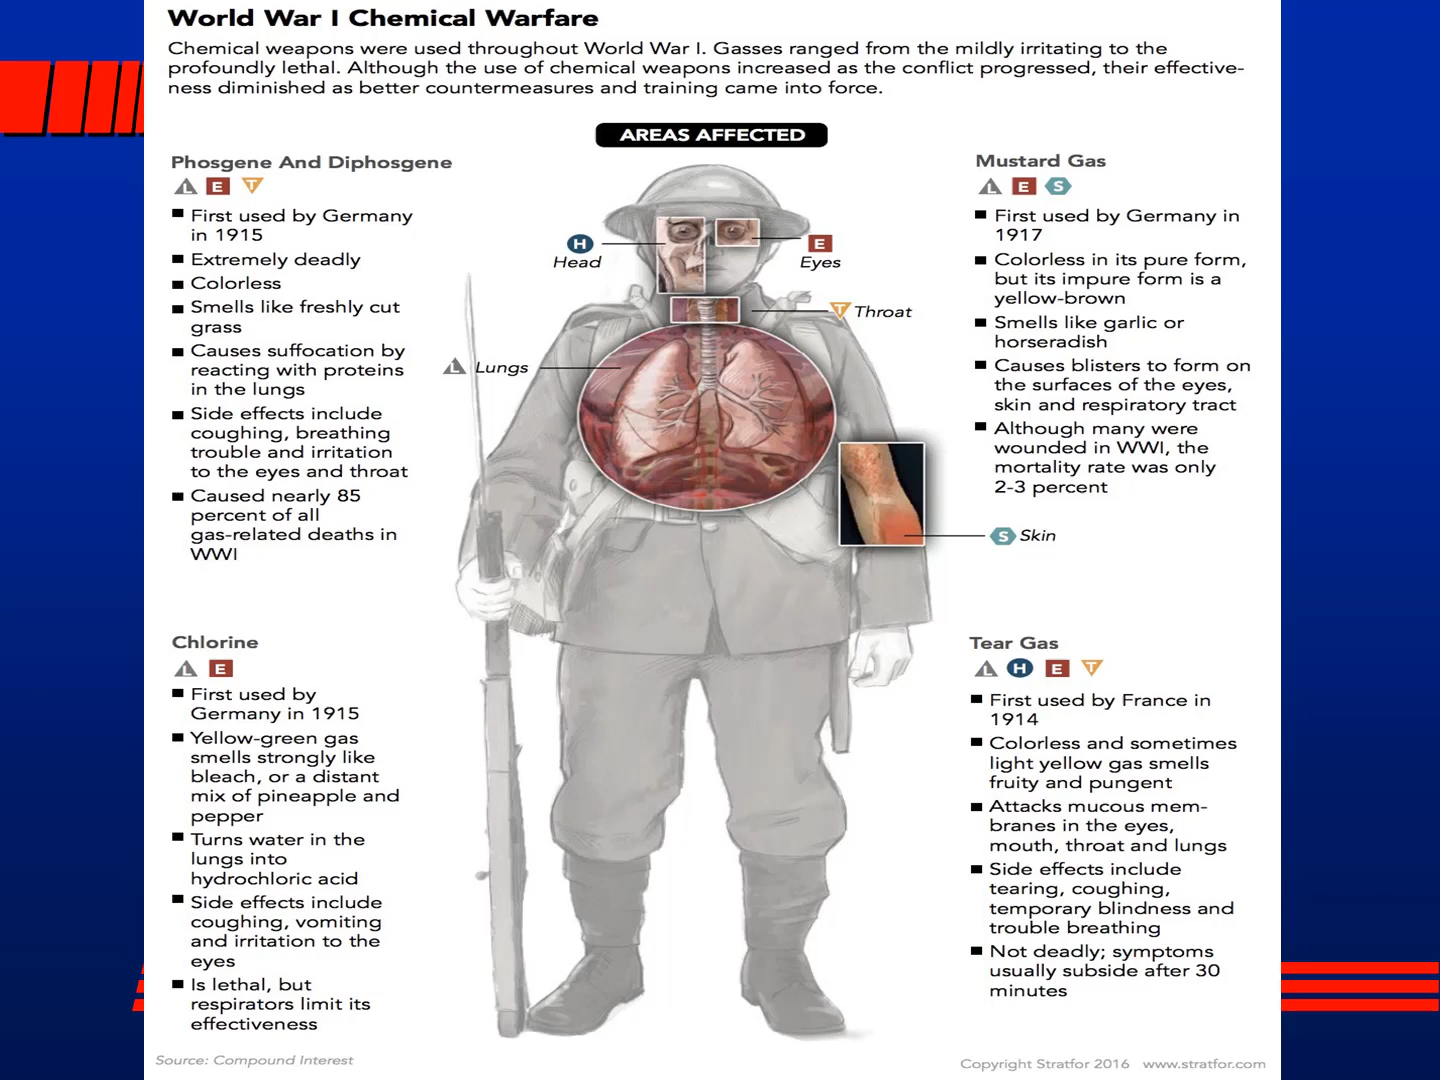 World War I Chemical Warfare
Chemical weapons were used throughout World War I. Gasses ranged from the mildly irritating to the
profoundly lethal. Although the use of chemical weapons increased as the conflict progressed, their effective-
ness diminished as better countermeasures and training came into force.
AREAS AFFECTED
Phosgene And Diphosgene
L E T
■ First used by Germany
in 1915
■ Extremely deadly
■ Colorless
■ Smells like freshly cut
grass
■ Causes suffocation by
reacting with proteins
in the lungs
■ Side effects include
coughing, breathing
trouble and irritation
to the eyes and throat
■ Caused nearly 85
percent of all
gas-related deaths in
WWI
H
Head
E
Eyes
T Throat
L Lungs
S Skin
Mustard Gas
L E S
■ First used by Germany in
1917
■ Colorless in its pure form,
but its impure form is a
yellow-brown
■ Smells like garlic or
horseradish
■ Causes blisters to form on
the surfaces of the eyes,
skin and respiratory tract
■ Although many were
wounded in WWI, the
mortality rate was only
2-3 percent
Chlorine
L E
■ First used by
Germany in 1915
■ Yellow-green gas
smells strongly like
bleach, or a distant
mix of pineapple and
pepper
■ Turns water in the
lungs into
hydrochloric acid
■ Side effects include
coughing, vomiting
and irritation to the
eyes
■ Is lethal, but
respirators limit its
effectiveness
Tear Gas
L H E T
■ First used by France in
1914
■ Colorless and sometimes
light yellow gas smells
fruity and pungent
■ Attacks mucous mem-
branes in the eyes,
mouth, throat and lungs
■ Side effects include
tearing, coughing,
temporary blindness and
trouble breathing
■ Not deadly; symptoms
usually subside after 30
minutes
Source: Compound Interest
Copyright Stratfor 2016 www.stratfor.com